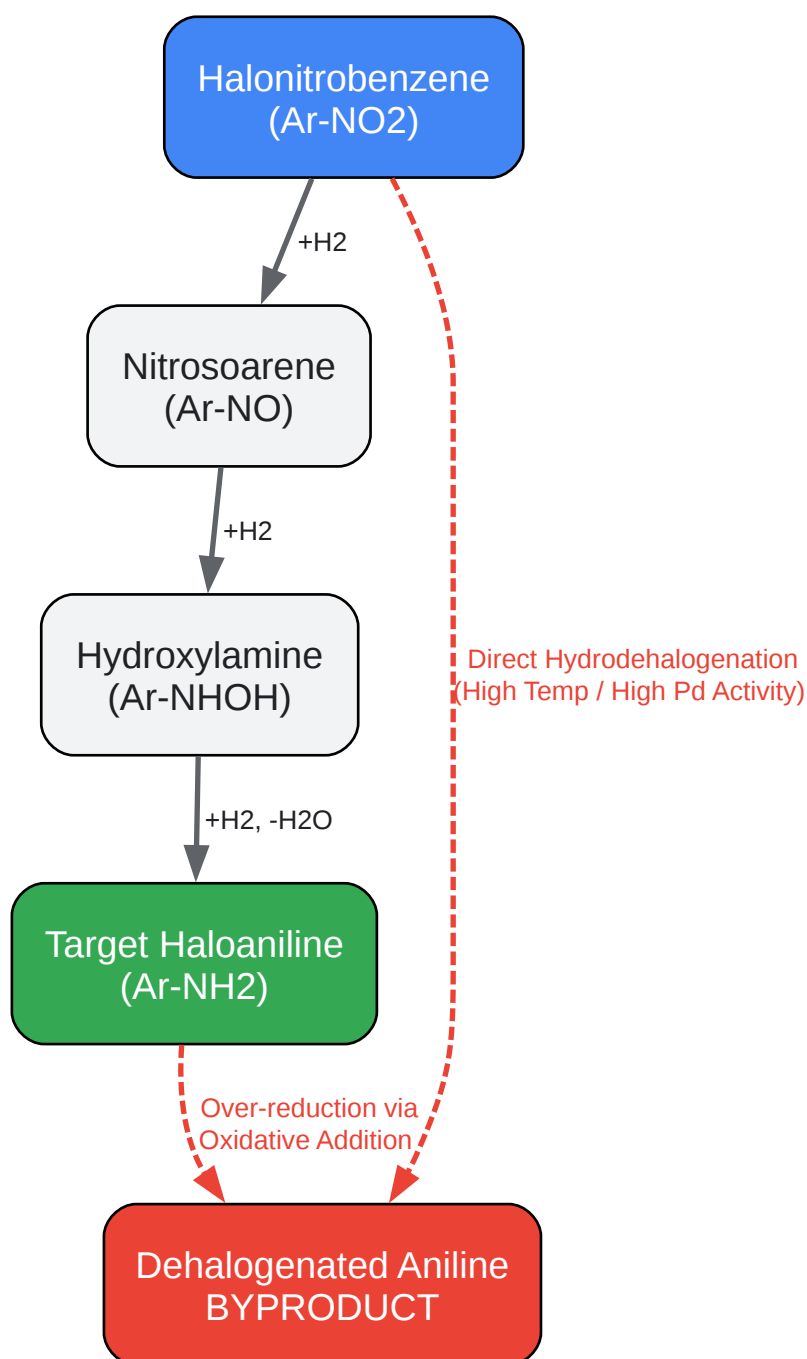 Halonitrobenzene
(Ar-NO2)
+H2
Nitrosoarene
(Ar-NO)
+H2
Hydroxylamine
(Ar-NHOH)
Direct Hydrodehalogenation
(High Temp / High Pd Activity)
+H2, -H2O
Target Haloaniline
(Ar-NH2)
Over-reduction via
Oxidative Addition
Dehalogenated Aniline
BYPRODUCT